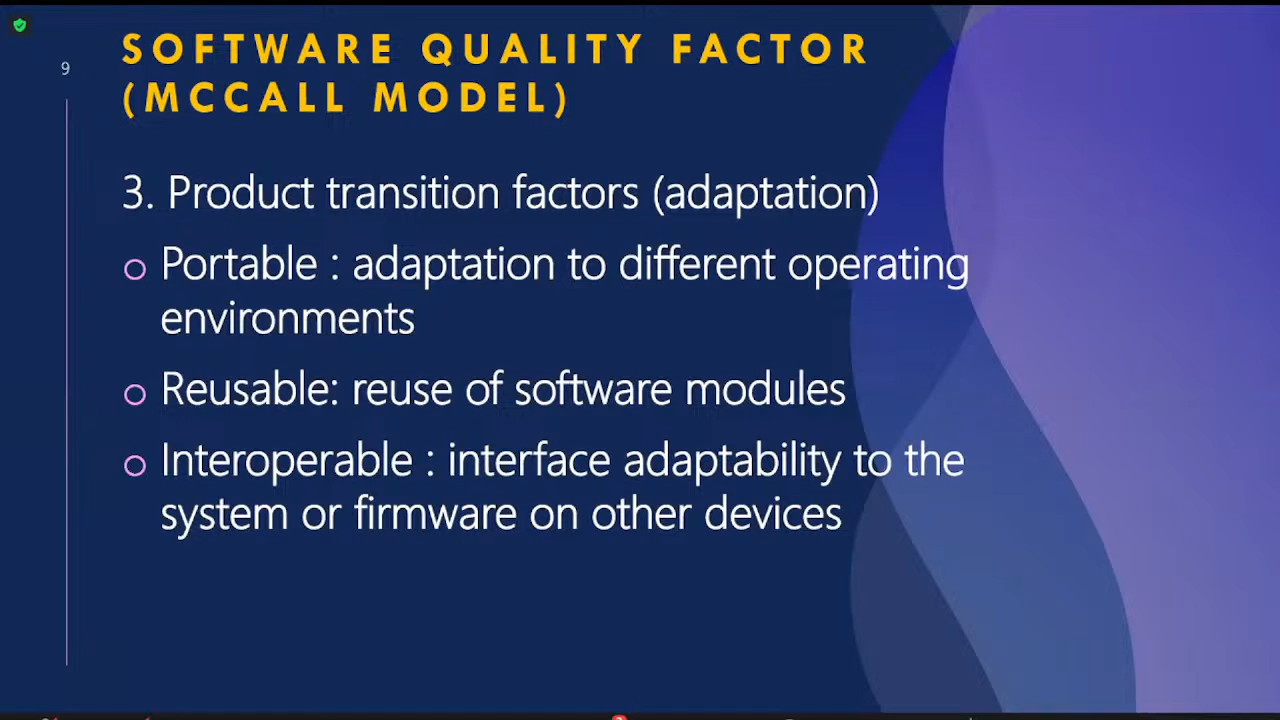 9
SOFTWARE QUALITY FACTOR
(MCCALL MODEL)
3. Product transition factors (adaptation)
Portable : adaptation to different operating
environments
Reusable: reuse of software modules
Interoperable : interface adaptability to the
system or firmware on other devices